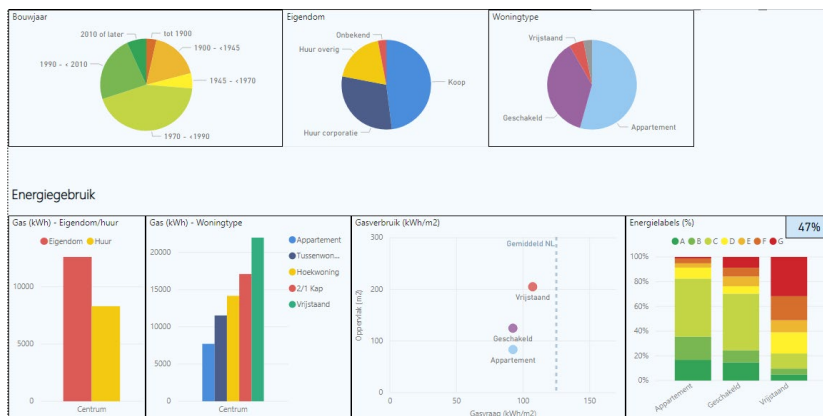 Bouwjaar
2010 of later
tot 1900
1900 - <1945
1990 - < 2010
1945 - <1970
1970 - <1990
Eigendom
Onbekend
Huur overig
Koop
Huur corporatie
Woningtype
Vrijstaand
Geschakeld
Appartement
Energiegebruik
Gas (kWh) - Eigendom/huur
Eigendom Huur
10000
5000
0
Centrum
Gas (kWh) - Woningtype
20000
15000
10000
5000
0
Centrum
Appartement
Tussenwon...
Hoekwoning
2/1 Kap
Vrijstaand
Gasverbruik (kWh/m2)
300
Gemiddeld NL
200
Vrijstaand
Oppervlak (m2)
100
Geschakeld
Appartement
0
0 50 100 150
Gasvraag (kWh/m2)
Energielabels (%)
47%
A B C D E F G
100%
80%
60%
40%
20%
0%
Appartement
Geschakeld
Vrijstaand